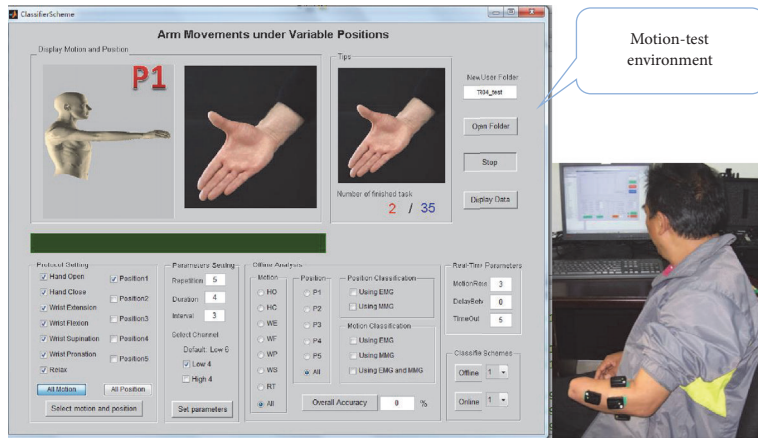 ClassifierScheme
Arm Movements under Variable Positions
Display Motion and Position
P1
Tips
Number of finished task
2 / 35
New User Folder
TR04_test
Open Folder
Stop
Display Data
Motion-test
environment
Protocol Setting
Hand Open
Hand Close
Wrist Extension
Wrist Flexion
Wrist Supination
Wrist Pronation
Relax
Position1
Position2
Position3
Position4
Position5
All Motion
All Position
Select motion and position
Parameters Setting
Repetition 5
Duration 4
Interval 3
Select Channel
Default: Low 6
Low 4
High 4
Set parameters
Offline Analysis
Motion
HO
HC
WE
WF
WP
WS
RT
All
Position
P1
P2
P3
P4
P5
All
Position Classification
Using EMG
Using MMG
Motion Classification
Using EMG
Using MMG
Using EMG and MMG
Overall Accuracy 0 %
Real-Time Parameters
3
0
TimeOut 5
Classifie Schemes
Offline 1
Online 1